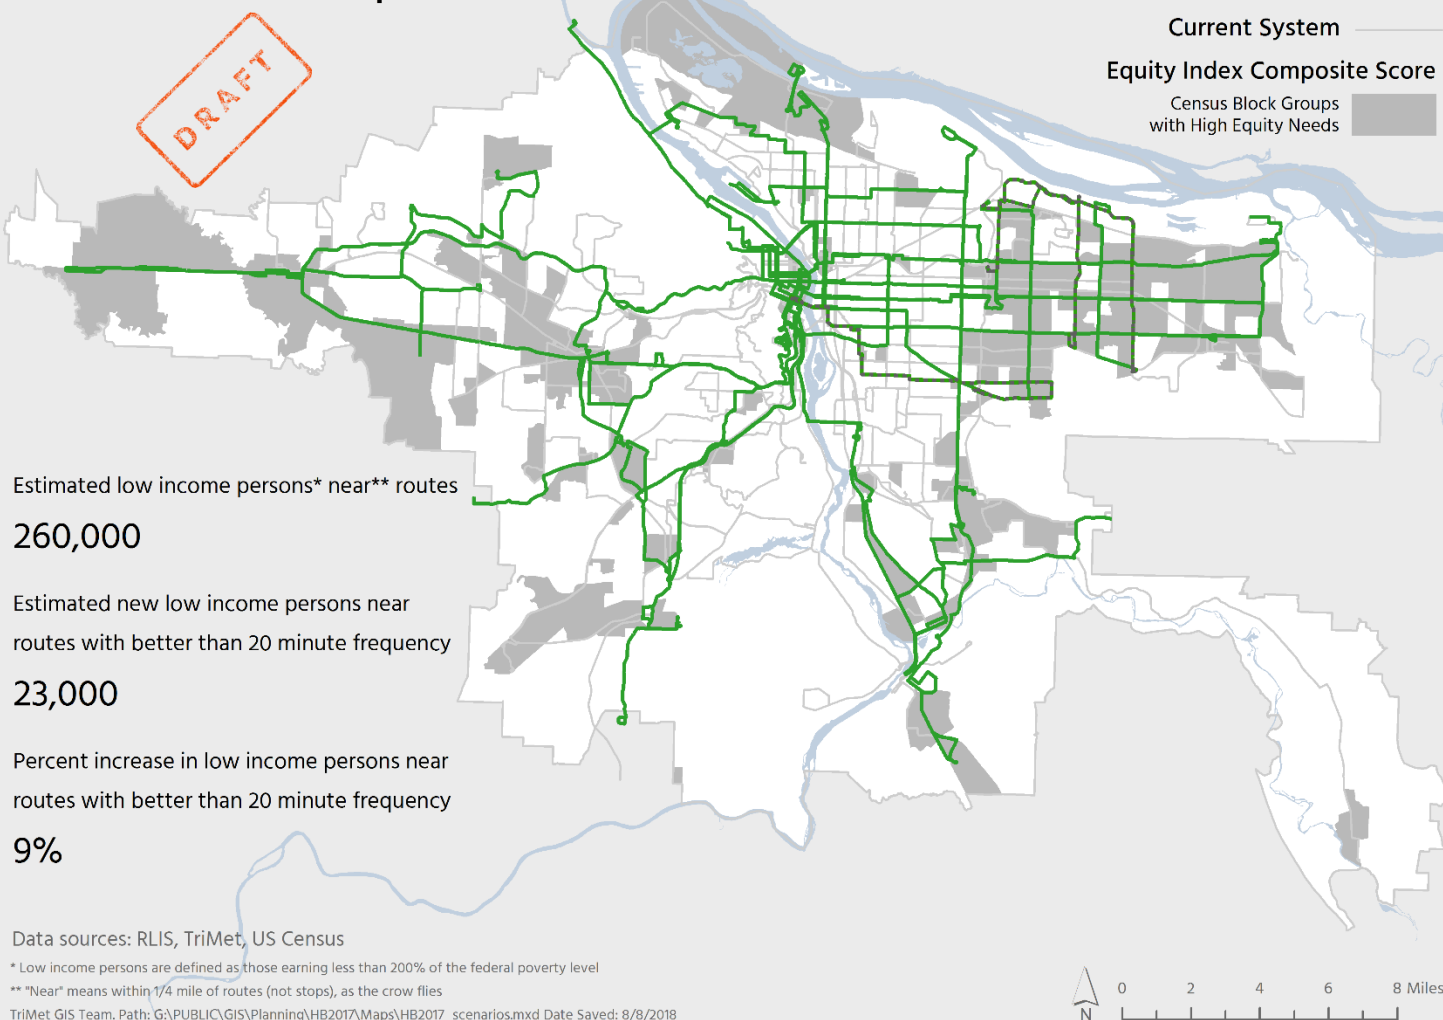 DRAFT
Current System
Equity Index Composite Score
Census Block Groups
with High Equity Needs
Estimated low income persons* near** routes
260,000
Estimated new low income persons near
routes with better than 20 minute frequency
23,000
Percent increase in low income persons near
routes with better than 20 minute frequency
9%
Data sources: RLIS, TriMet, US Census
* Low income persons are defined as those earning less than 200% of the federal poverty level
** "Near" means within 1/4 mile of routes (not stops), as the crow flies
TriMet GIS Team. Path: G:\PUBLIC\GIS\Planning\HB2017\Maps\HB2017_scenarios.mxd Date Saved: 8/8/2018
N
0 2 4 6 8 Miles